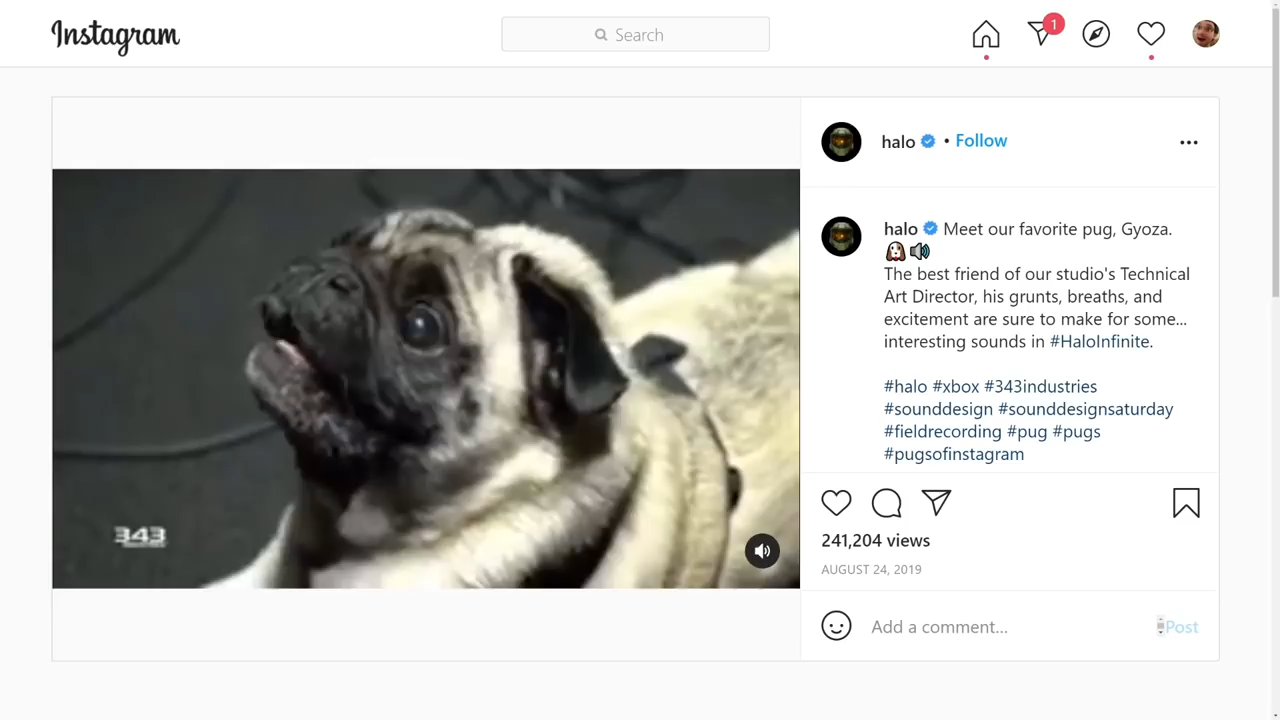 Instagram
Search
1
halo • Follow
halo Meet our favorite pug, Gyoza.
The best friend of our studio's Technical
Art Director, his grunts, breaths, and
excitement are sure to make for some...
interesting sounds in #HaloInfinite.
#halo #xbox #343industries
#sounddesign #sounddesignsaturday
#fieldrecording #pug #pugs
#pugsofinstagram
343
241,204 views
AUGUST 24, 2019
Add a comment...
Post